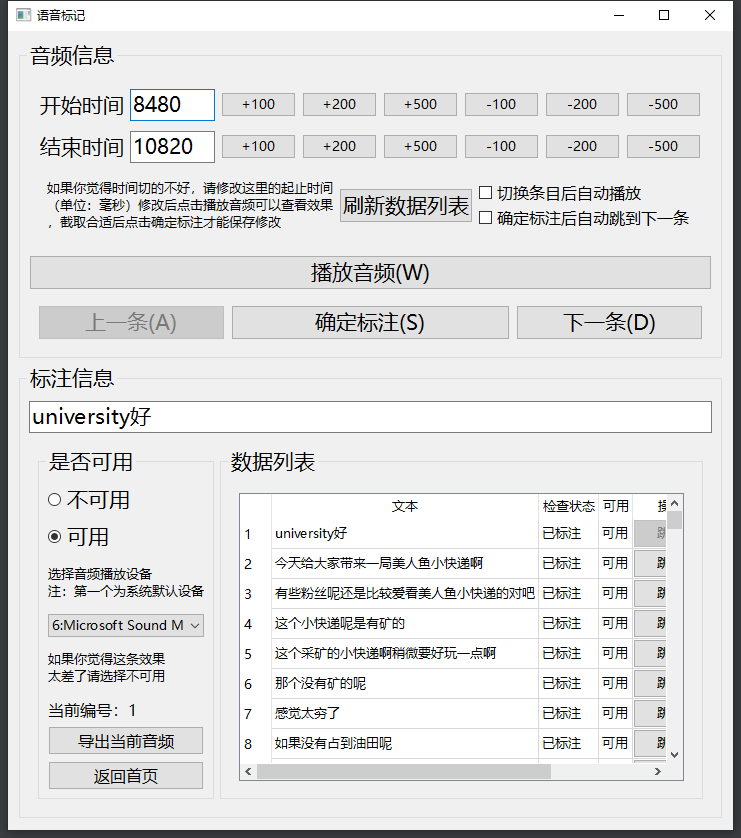 语音标记
音频信息
开始时间 8480 +100 +200 +500 -100 -200 -500
结束时间 10820 +100 +200 +500 -100 -200 -500
如果你觉得时间切的不好，请修改这里的起止时间
（单位：毫秒）修改后点击播放音频可以查看效果
，截取合适后点击确定标注才能保存修改
刷新数据列表
切换条目后自动播放
确定标注后自动跳到下一条
播放音频(W)
上一条(A) 确定标注(S) 下一条(D)
标注信息
university好
是否可用
不可用
可用
选择音频播放设备
注：第一个为系统默认设备
6:Microsoft Sound M
如果你觉得这条效果
太差了请选择不可用
当前编号：1
导出当前音频
返回首页
数据列表
文本 检查状态 可用
1 university好 已标注 可用
2 今天给大家带来一局美人鱼小快递啊 已标注 可用
3 有些粉丝呢还是比较爱看美人鱼小快递的对吧 已标注 可用
4 这个小快递呢是有矿的 已标注 可用
5 这个采矿的小快递啊稍微要好玩一点啊 已标注 可用
6 那个没有矿的呢 已标注 可用
7 感觉太穷了 已标注 可用
8 如果没有占到油田呢 已标注 可用